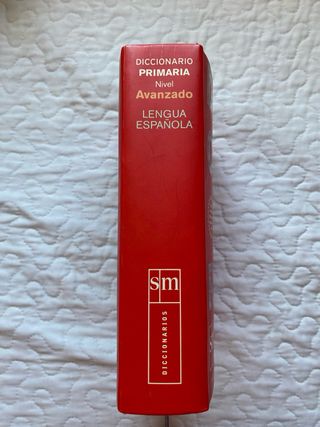 DICCIONARIO
PRIMARIA
Nivel
Avanzado
LENGUA
ESPAÑOLA
sm
DICCIONARIOS